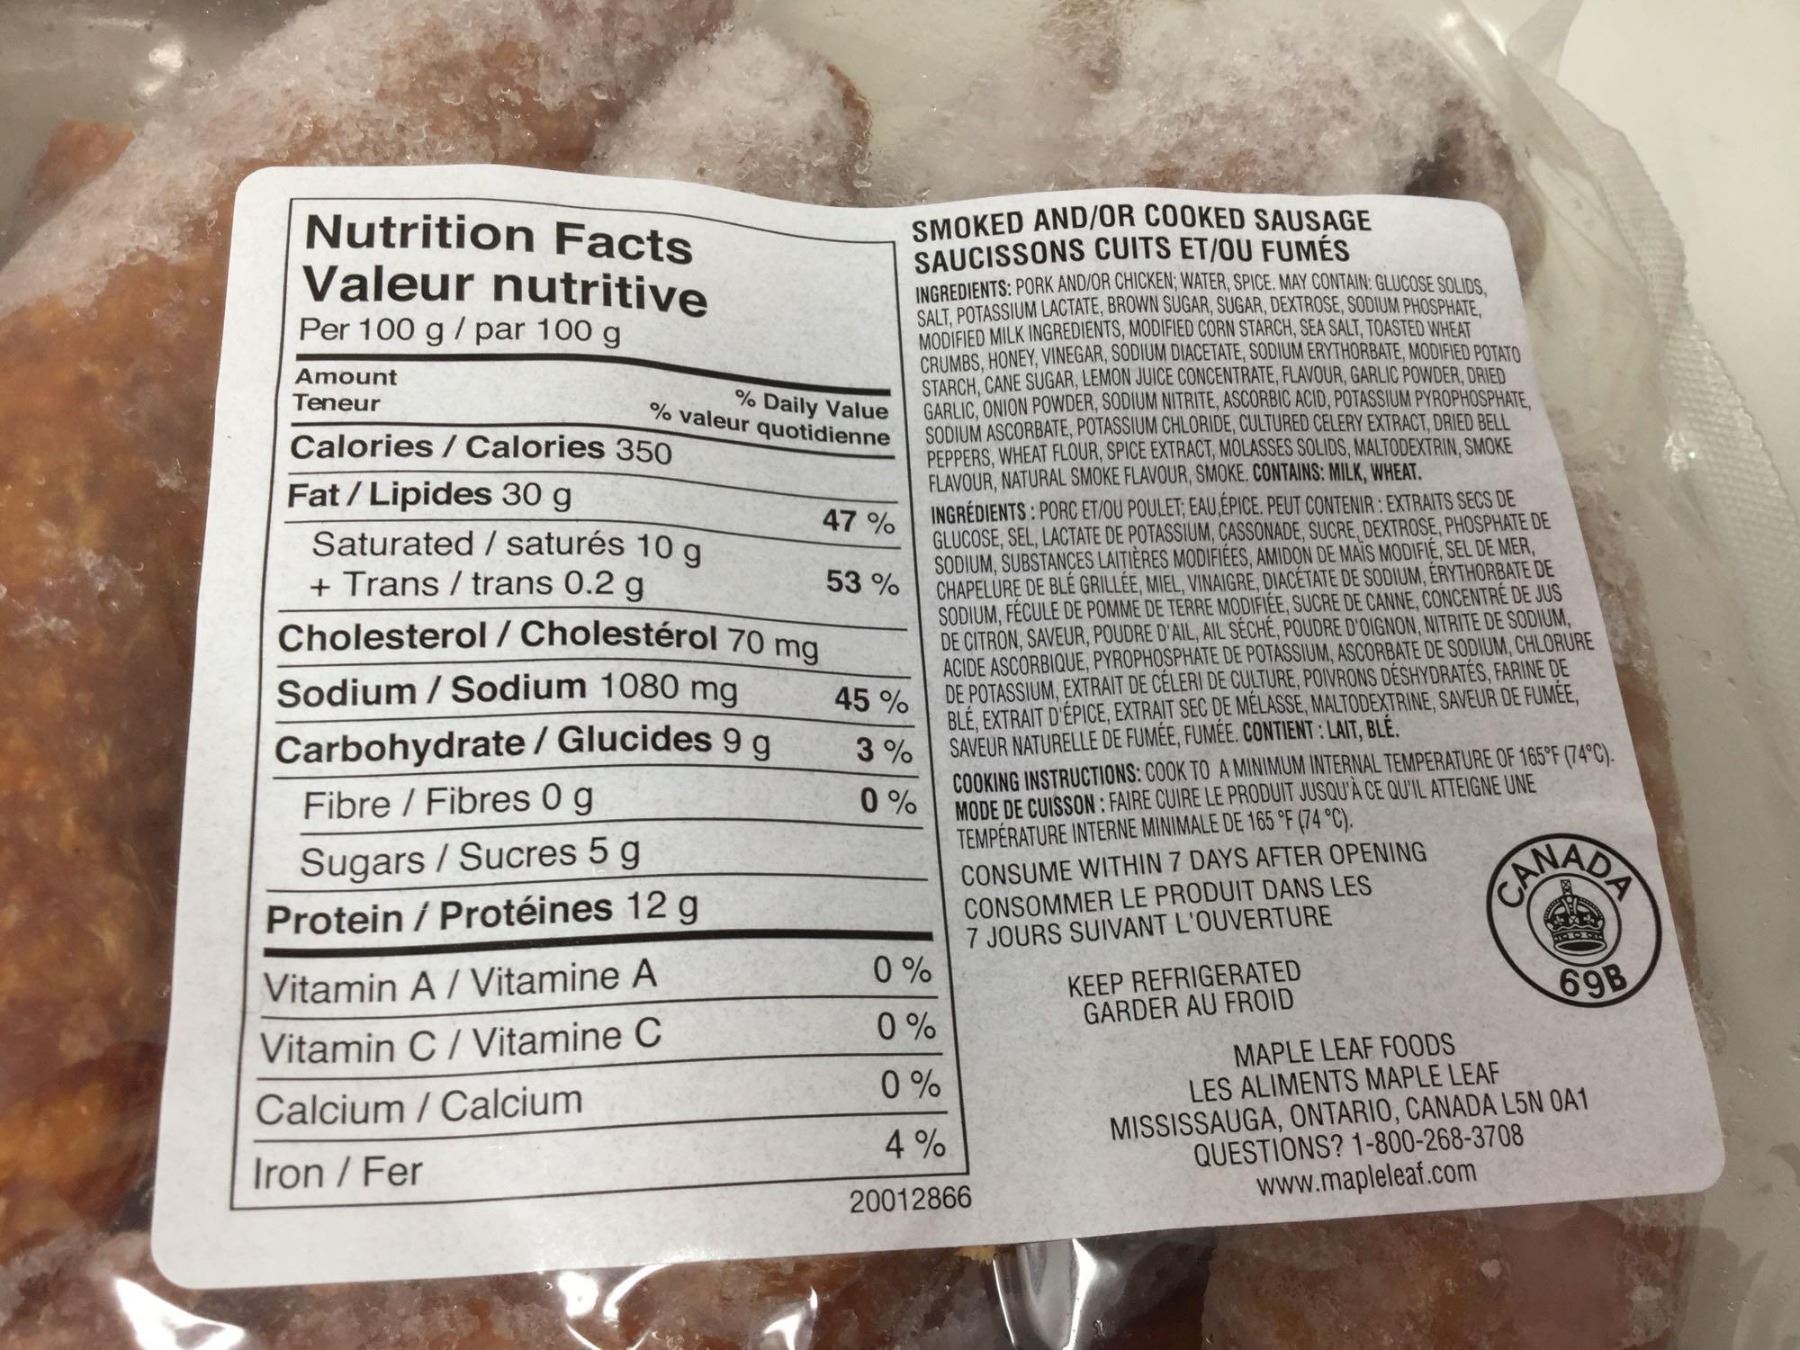 Nutrition Facts
Valeur nutritive
Per 100 g / par 100 g
Amount
Teneur
% Daily Value
% valeur quotidienne
Calories / Calories 350
Fat / Lipides 30 g 47 %
Saturated / saturés 10 g
+ Trans / trans 0.2 g 53 %
Cholesterol / Cholestérol 70 mg
Sodium / Sodium 1080 mg 45 %
Carbohydrate / Glucides 9 g 3 %
Fibre / Fibres 0 g 0 %
Sugars / Sucres 5 g
Protein / Protéines 12 g
Vitamin A / Vitamine A 0 %
Vitamin C / Vitamine C 0 %
Calcium / Calcium 0 %
Iron / Fer 4 %
20012866
SMOKED AND/OR COOKED SAUSAGE
SAUCISSONS CUITS ET/OU FUMÉS
INGREDIENTS: PORK AND/OR CHICKEN; WATER, SPICE. MAY CONTAIN: GLUCOSE SOLIDS,
SALT, POTASSIUM LACTATE, BROWN SUGAR, SUGAR, DEXTROSE, SODIUM PHOSPHATE,
MODIFIED MILK INGREDIENTS, MODIFIED CORN STARCH, SEA SALT, TOASTED WHEAT
CRUMBS, HONEY, VINEGAR, SODIUM DIACETATE, SODIUM ERYTHORBATE, MODIFIED POTATO
STARCH, CANE SUGAR, LEMON JUICE CONCENTRATE, FLAVOUR, GARLIC POWDER, DRIED
GARLIC, ONION POWDER, SODIUM NITRITE, ASCORBIC ACID, POTASSIUM PYROPHOSPHATE,
SODIUM ASCORBATE, POTASSIUM CHLORIDE, CULTURED CELERY EXTRACT, DRIED BELL
PEPPERS, WHEAT FLOUR, SPICE EXTRACT, MOLASSES SOLIDS, MALTODEXTRIN, SMOKE
FLAVOUR, NATURAL SMOKE FLAVOUR, SMOKE. CONTAINS: MILK, WHEAT.
INGRÉDIENTS : PORC ET/OU POULET; EAU,ÉPICE. PEUT CONTENIR : EXTRAITS SECS DE
GLUCOSE, SEL, LACTATE DE POTASSIUM, CASSONADE, SUCRE, DEXTROSE, PHOSPHATE DE
SODIUM, SUBSTANCES LAITIÈRES MODIFIÉES, AMIDON DE MAÏS MODIFIÉ, SEL DE MER,
CHAPELURE DE BLÉ GRILLÉE, MIEL, VINAIGRE, DIACÉTATE DE SODIUM, ÉRYTHORBATE DE
SODIUM, FÉCULE DE POMME DE TERRE MODIFIÉE, SUCRE DE CANNE, CONCENTRÉ DE JUS
DE CITRON, SAVEUR, POUDRE D'AIL, AIL SÉCHÉ, POUDRE D'OIGNON, NITRITE DE SODIUM,
ACIDE ASCORBIQUE, PYROPHOSPHATE DE POTASSIUM, ASCORBATE DE SODIUM, CHLORURE
DE POTASSIUM, EXTRAIT DE CÉLERI DE CULTURE, POIVRONS DÉSHYDRATÉS, FARINE DE
BLÉ, EXTRAIT D'ÉPICE, EXTRAIT SEC DE MÉLASSE, MALTODEXTRINE, SAVEUR DE FUMÉE,
SAVEUR NATURELLE DE FUMÉE, FUMÉE. CONTIENT : LAIT, BLÉ.
COOKING INSTRUCTIONS: COOK TO A MINIMUM INTERNAL TEMPERATURE OF 165°F (74°C).
MODE DE CUISSON : FAIRE CUIRE LE PRODUIT JUSQU'À CE QU'IL ATTEIGNE UNE
TEMPÉRATURE INTERNE MINIMALE DE 165 °F (74 °C).
CONSUME WITHIN 7 DAYS AFTER OPENING
CONSOMMER LE PRODUIT DANS LES
7 JOURS SUIVANT L'OUVERTURE
CANADA
69B
KEEP REFRIGERATED
GARDER AU FROID
MAPLE LEAF FOODS
LES ALIMENTS MAPLE LEAF
MISSISSAUGA, ONTARIO, CANADA L5N 0A1
QUESTIONS? 1-800-268-3708
www.mapleleaf.com